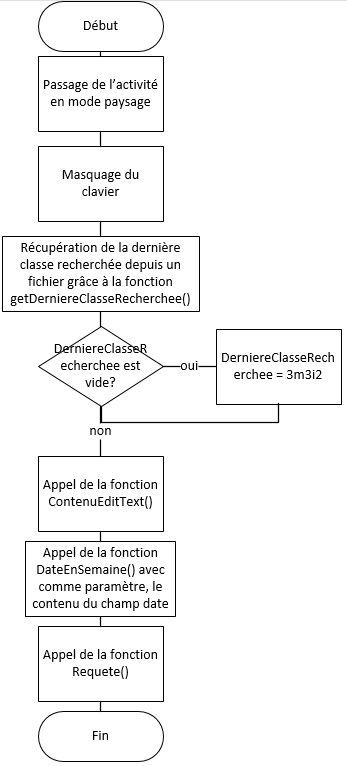 Début
Passage de l'activité
en mode paysage
Masquage du
clavier
Récupération de la dernière
classe recherchée depuis un
fichier grâce à la fonction
getDerniereClasseRecherchee()
DerniereClasseR
echerchee est
vide?
oui
DerniereClasseRech
erchee = 3m3i2
non
Appel de la fonction
ContenuEditText()
Appel de la fonction
DateEnSemaine() avec
comme paramètre, le
contenu du champ date
Appel de la fonction
Requete()
Fin